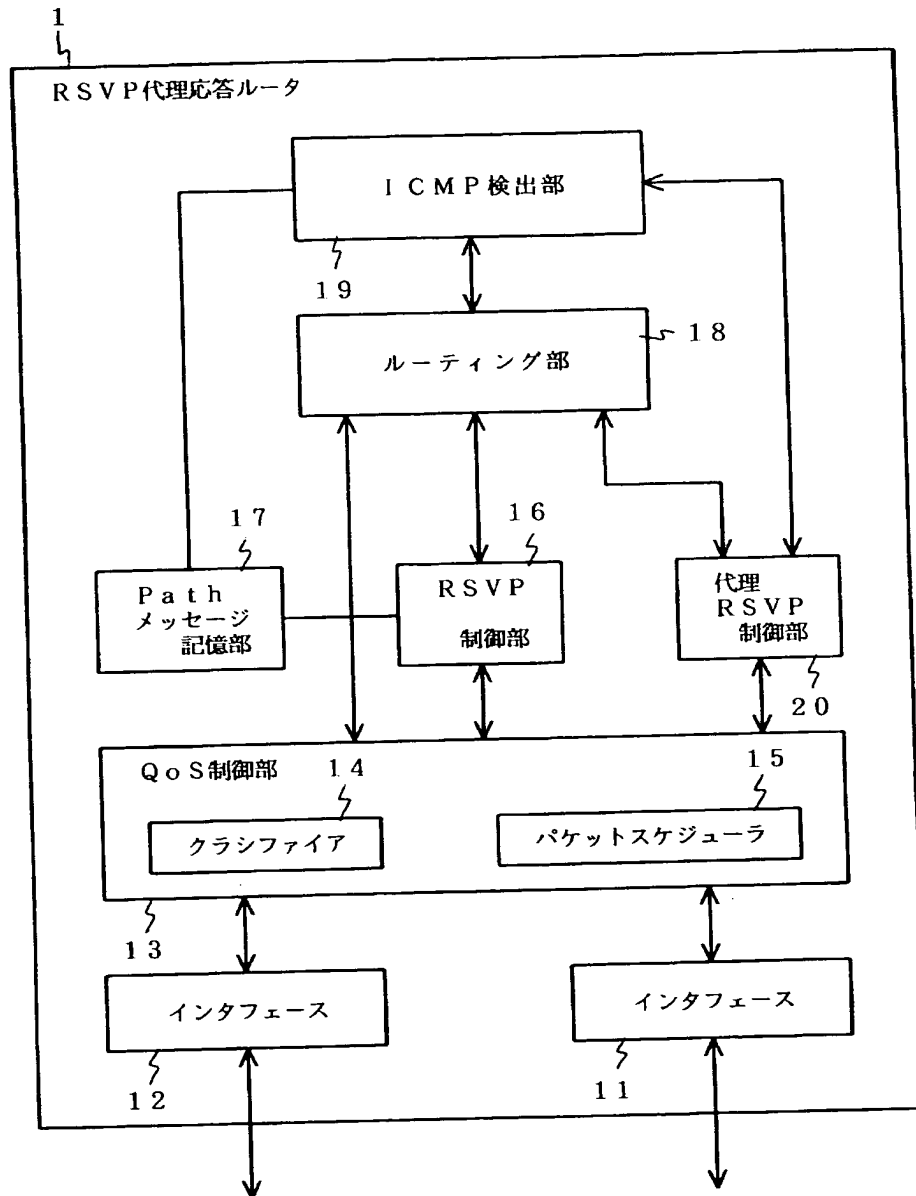 1
RSVP代理応答ルータ
ICMP検出部
19
ルーティング部
18
17
Path
メッセージ
記憶部
16
RSVP
制御部
代理
RSVP
制御部
20
QoS制御部
14
クラシファイア
15
パケットスケジューラ
13
インタフェース
12
インタフェース
11